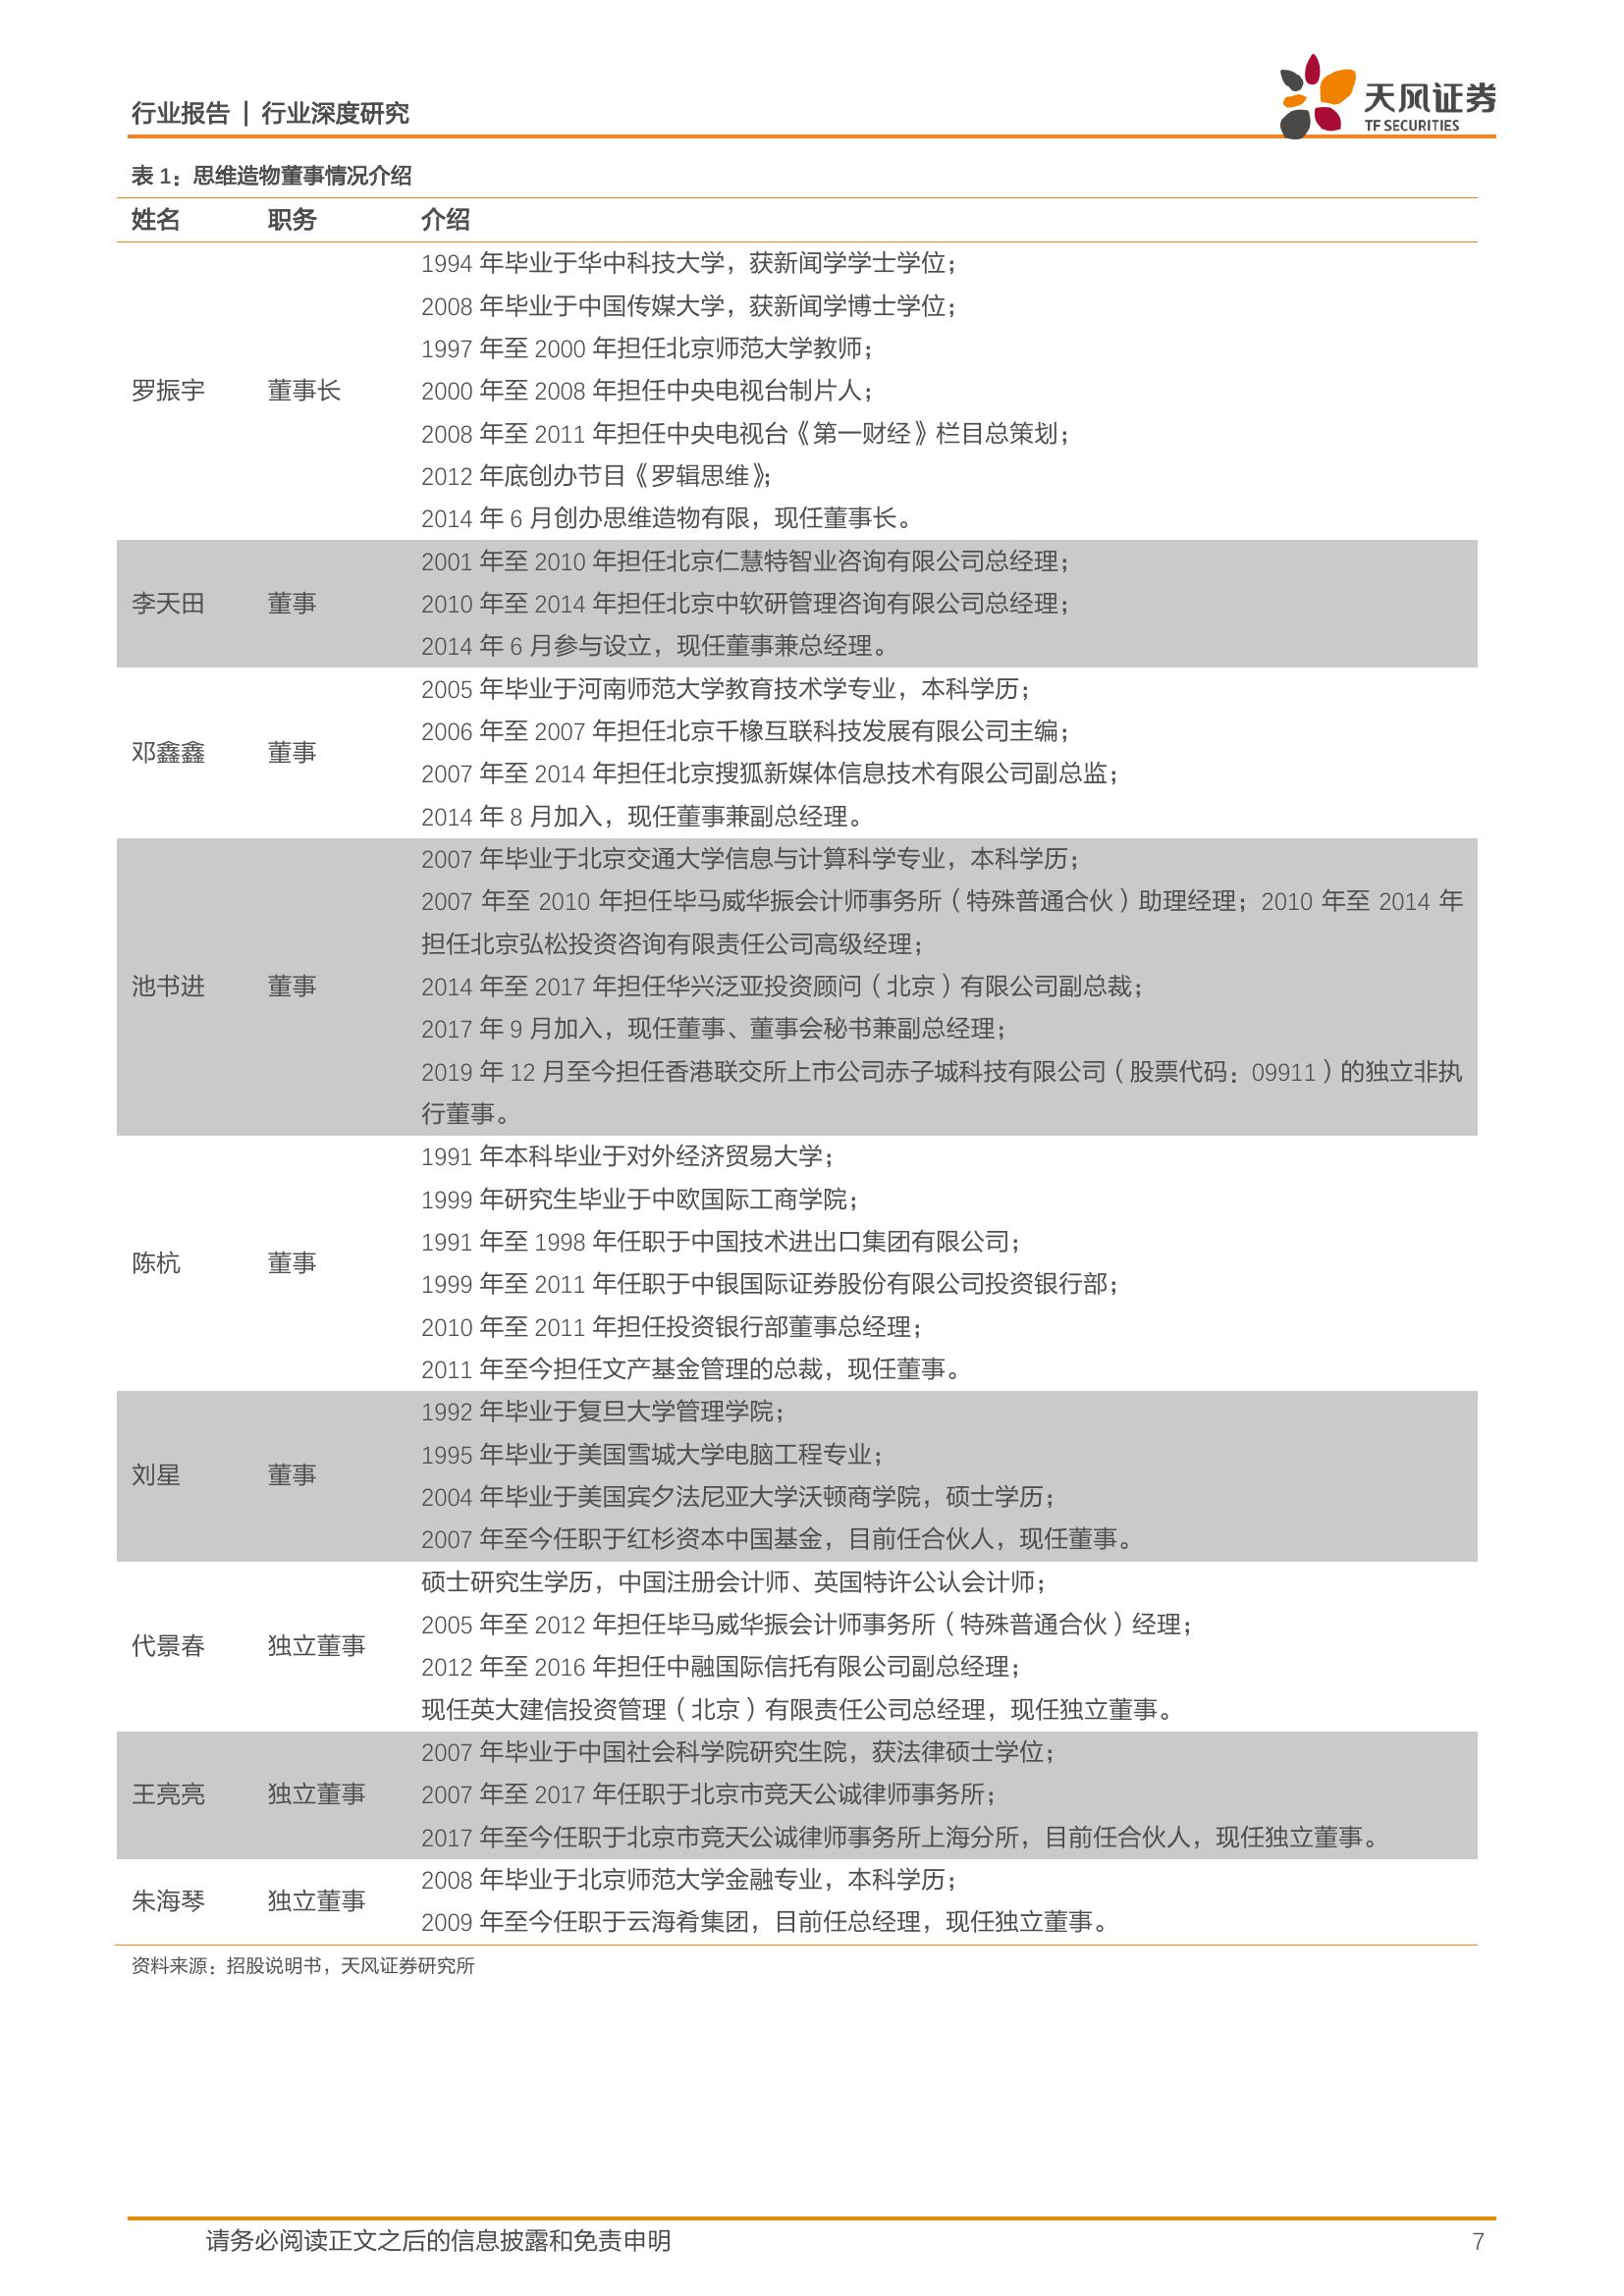 行业报告 | 行业深度研究
天风证券
TF SECURITIES
表 1：思维造物董事情况介绍
姓名 职务 介绍
1994 年毕业于华中科技大学，获新闻学学士学位；
2008 年毕业于中国传媒大学，获新闻学博士学位；
1997 年至 2000 年担任北京师范大学教师；
罗振宇 董事长 2000 年至 2008 年担任中央电视台制片人；
2008 年至 2011 年担任中央电视台《第一财经》栏目总策划；
2012 年底创办节目《罗辑思维》；
2014 年 6 月创办思维造物有限，现任董事长。
2001 年至 2010 年担任北京仁慧特智业咨询有限公司总经理；
李天田 董事 2010 年至 2014 年担任北京中软研管理咨询有限公司总经理；
2014 年 6 月参与设立，现任董事兼总经理。
2005 年毕业于河南师范大学教育技术学专业，本科学历；
2006 年至 2007 年担任北京千橡互联科技发展有限公司主编；
邓鑫鑫 董事
2007 年至 2014 年担任北京搜狐新媒体信息技术有限公司副总监；
2014 年 8 月加入，现任董事兼副总经理。
2007 年毕业于北京交通大学信息与计算科学专业，本科学历；
2007 年至 2010 年担任毕马威华振会计师事务所（特殊普通合伙）助理经理；2010 年至 2014 年
担任北京弘松投资咨询有限责任公司高级经理；
池书进 董事 2014 年至 2017 年担任华兴泛亚投资顾问（北京）有限公司副总裁；
2017 年 9 月加入，现任董事、董事会秘书兼副总经理；
2019 年 12 月至今担任香港联交所上市公司赤子城科技有限公司（股票代码：09911）的独立非执
行董事。
1991 年本科毕业于对外经济贸易大学；
1999 年研究生毕业于中欧国际工商学院；
1991 年至 1998 年任职于中国技术进出口集团有限公司；
陈杭 董事
1999 年至 2011 年任职于中银国际证券股份有限公司投资银行部；
2010 年至 2011 年担任投资银行部董事总经理；
2011 年至今担任文产基金管理的总裁，现任董事。
1992 年毕业于复旦大学管理学院；
1995 年毕业于美国雪城大学电脑工程专业；
刘星 董事
2004 年毕业于美国宾夕法尼亚大学沃顿商学院，硕士学历；
2007 年至今任职于红杉资本中国基金，目前任合伙人，现任董事。
硕士研究生学历，中国注册会计师、英国特许公认会计师；
2005 年至 2012 年担任毕马威华振会计师事务所（特殊普通合伙）经理；
代景春 独立董事
2012 年至 2016 年担任中融国际信托有限公司副总经理；
现任英大建信投资管理（北京）有限责任公司总经理，现任独立董事。
2007 年毕业于中国社会科学院研究生院，获法律硕士学位；
王亮亮 独立董事 2007 年至 2017 年任职于北京市竞天公诚律师事务所；
2017 年至今任职于北京市竞天公诚律师事务所上海分所，目前任合伙人，现任独立董事。
2008 年毕业于北京师范大学金融专业，本科学历；
朱海琴 独立董事
2009 年至今任职于云海肴集团，目前任总经理，现任独立董事。
资料来源：招股说明书，天风证券研究所
请务必阅读正文之后的信息披露和免责申明 7